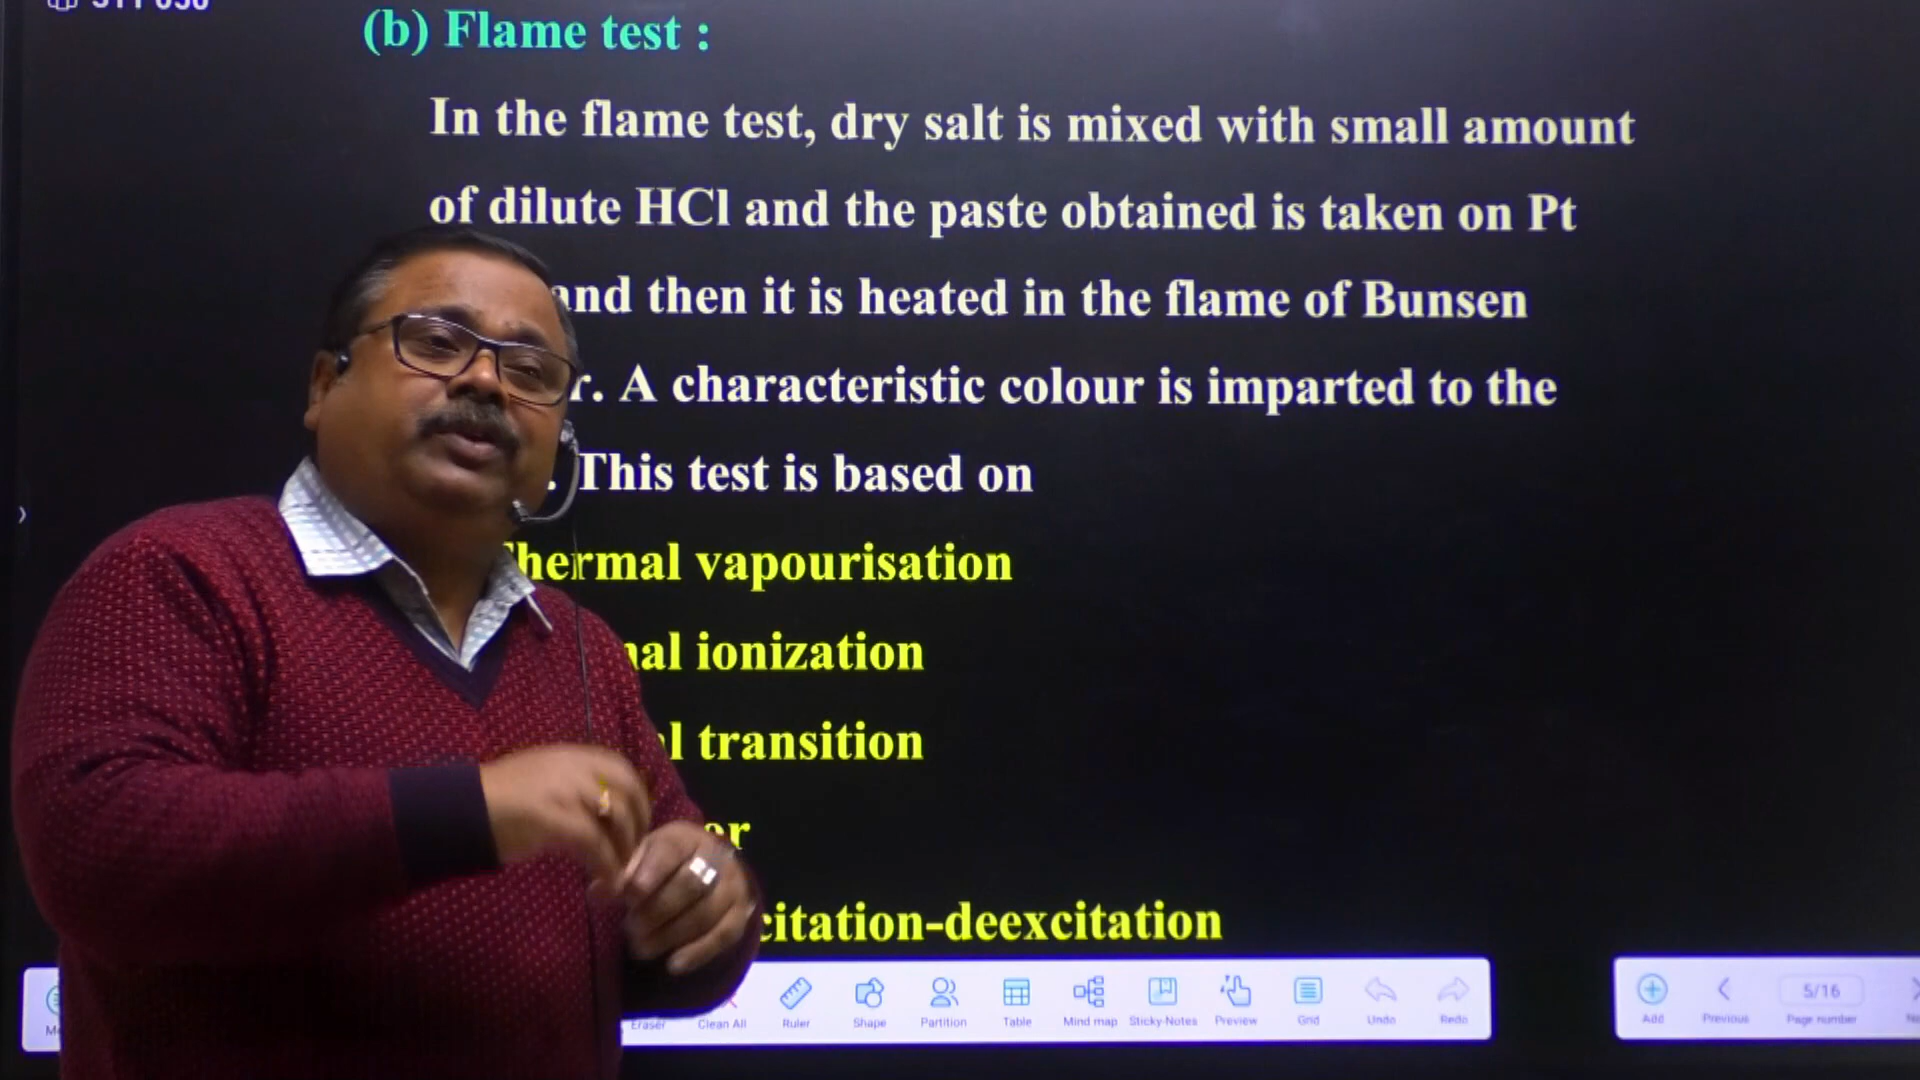 (b) Flame test :
In the flame test, dry salt is mixed with small amount
of dilute HCl and the paste obtained is taken on Pt
and then it is heated in the flame of Bunsen
r. A characteristic colour is imparted to the
. This test is based on
Thermal vapourisation
nal ionization
l transition
or
citation-deexcitation
Eraser Clean All Ruler Shape Partition Table Mind map Sticky-Notes Preview Grid Undo Redo
Add Previous 5/16 Page number